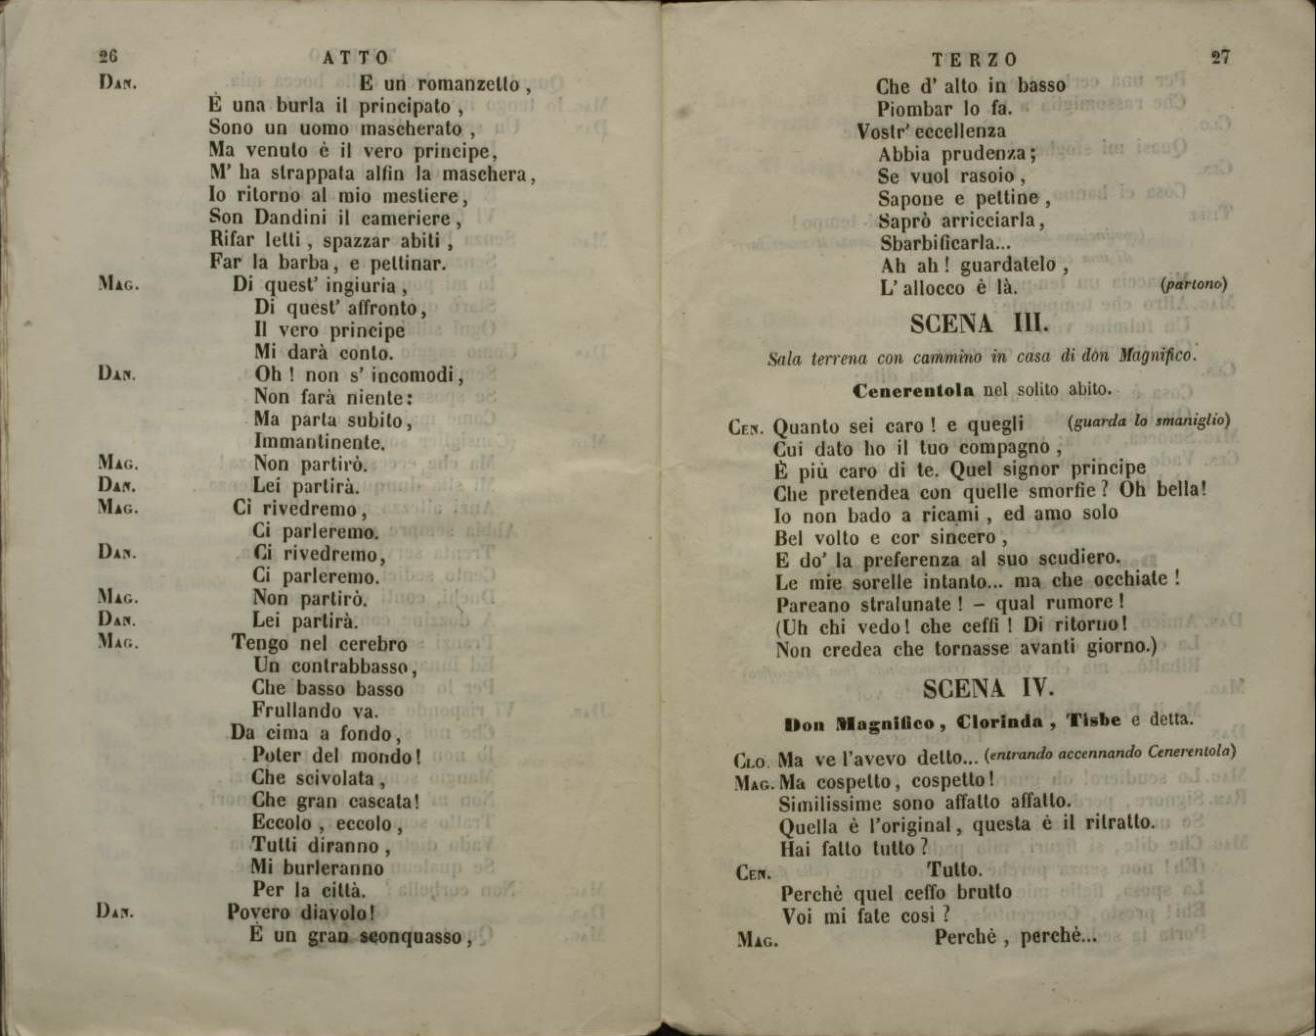 26 ATTO
DAN. E un romanzetto,
È una burla il principato,
Sono un uomo mascherato,
Ma venuto è il vero principe,
M' ha strappata alfin la maschera,
Io ritorno al mio mestiere,
Son Dandini il cameriere,
Rifar letti, spazzar abiti,
Far la barba, e pettinar.
MAG. Di quest' ingiuria,
Di quest' affronto,
Il vero principe
Mi darà conto.
DAN. Oh! non s' incomodi,
Non farà niente:
Ma parta subito,
Immantinente.
MAG. Non partirò.
DAN. Lei partirà.
MAG. Ci rivedremo,
Ci parleremo.
DAN. Ci rivedremo,
Ci parleremo.
MAG. Non partirò.
DAN. Lei partirà.
MAG. Tengo nel cerebro
Un contrabbasso,
Che basso basso
Frullando va.
Da cima a fondo,
Poter del mondo!
Che scivolata,
Che gran cascata!
Eccolo, eccolo,
Tutti diranno,
Mi burleranno
Per la città.
DAN. Povero diavolo!
È un gran sconquasso,
TERZO 27
Che d' alto in basso
Piombar lo fa.
Vostr' eccellenza
Abbia prudenza;
Se vuol rasoio,
Sapone e pettine,
Saprò arricciarla,
Sbarbificarla...
Ah ah! guardatelo,
L' allocco è là. (partono)
SCENA III.
Sala terrena con cammino in casa di don Magnifico.
Cenerentola nel solito abito.
CEN. Quanto sei caro! e quegli (guarda lo smaniglio)
Cui dato ho il tuo compagno,
È più caro di te. Quel signor principe
Che pretendea con quelle smorfie? Oh bella!
Io non bado a ricami, ed amo solo
Bel volto e cor sincero,
E do' la preferenza al suo scudiero.
Le mie sorelle intanto... ma che occhiate!
Pareano stralunate! – qual rumore!
(Uh chi vedo! che ceffi! Di ritorno!
Non credea che tornasse avanti giorno.)
SCENA IV.
Don Magnifico, Clorinda, Tisbe e detta.
CLO. Ma ve l'avevo detto... (entrando accennando Cenerentola)
MAG. Ma cospetto, cospetto!
Similissime sono affatto affatto.
Quella è l'original, questa è il ritratto.
Hai fatto tutto?
CEN. Tutto.
Perchè quel ceffo brutto
Voi mi fate così?
MAG. Perchè, perchè...